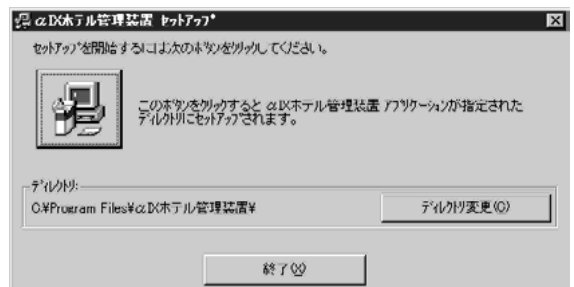 αⅨホテル管理装置 セットアップ
セットアップを開始するには次のボタンをクリックしてください。
このボタンをクリックすると αⅨホテル管理装置 アプリケーションが指定された
ディレクトリにセットアップされます。
ディレクトリ:
C:¥Program Files¥αⅨホテル管理装置¥
ディレクトリ変更(C)
終了(X)